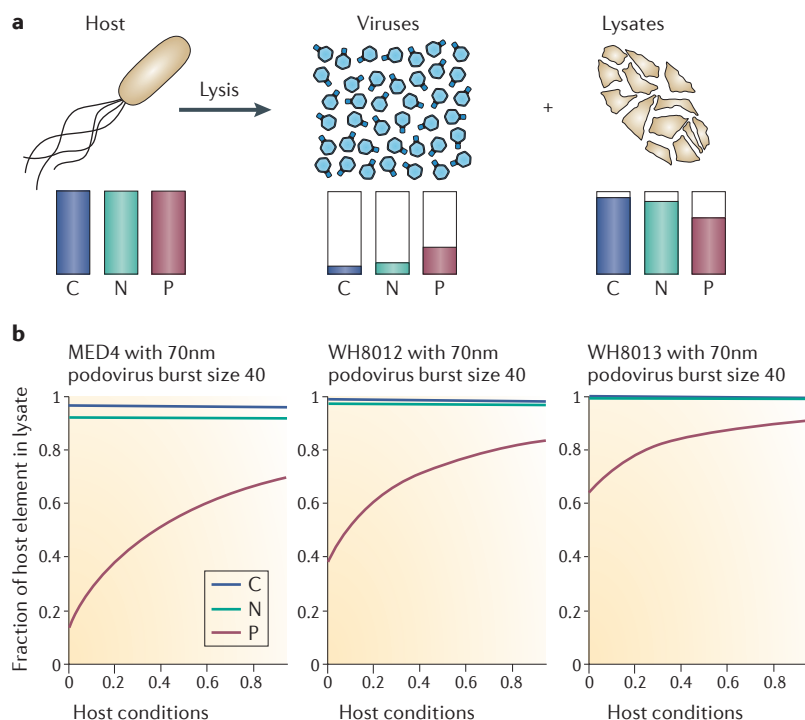 a
Host
Viruses
Lysates
Lysis
+
C N P
C N P
C N P
b
MED4 with 70nm
podovirus burst size 40
WH8012 with 70nm
podovirus burst size 40
WH8013 with 70nm
podovirus burst size 40
Fraction of host element in lysate
1
0.8
0.6
0.4
0.2
1
0
0.2
0.4
0.6
0.8
Host conditions
C
N
P
1
0.8
0.6
0.4
0.2
0
0
0.2
0.4
0.6
0.8
Host conditions
1
0.8
0.6
0.4
0.2
0
0
0.2
0.4
0.6
0.8
Host conditions